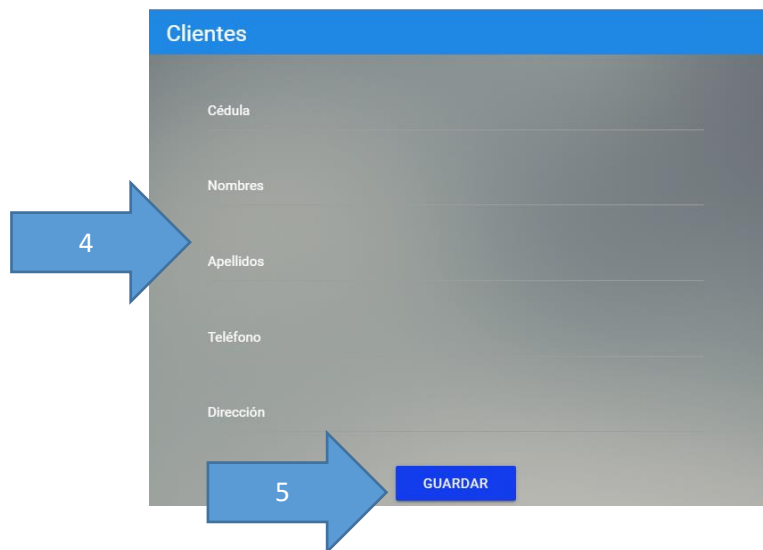 Clientes
Cédula
Nombres
4
Apellidos
Teléfono
Dirección
5
GUARDAR